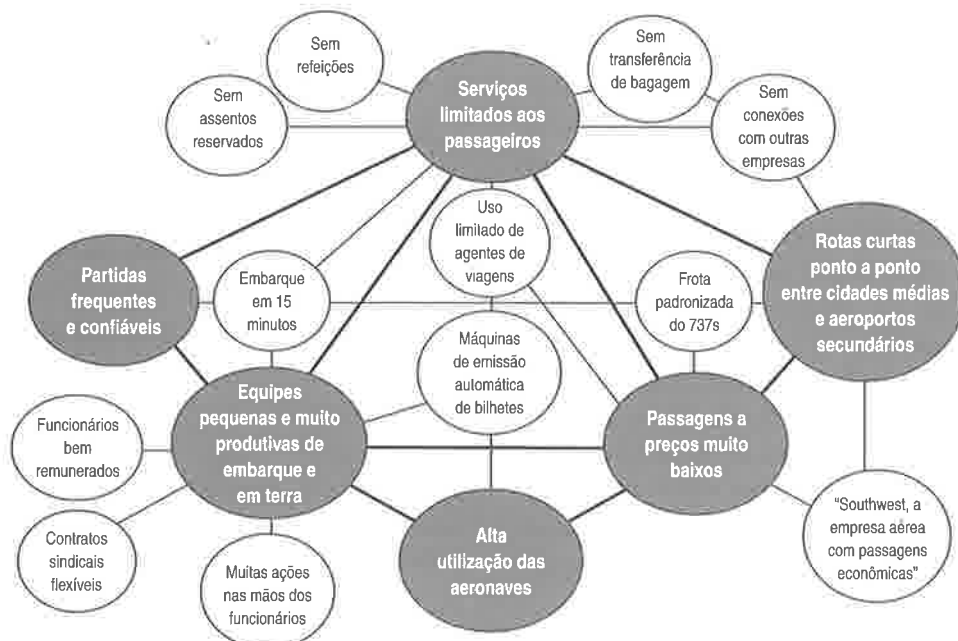 Sem
refeições
Sem
transferência
de bagagem
Serviços
limitados aos
passageiros
Sem
assentos
reservados
Sem
conexões
com outras
empresas
Uso
limitado de
agentes de
viagens
Rotas curtas
ponto a ponto
entre cidades médias
e aeroportos
secundários
Partidas
frequentes
e confiáveis
Embarque
em 15
minutos
Frota
padronizada
do 737s
Máquinas
de emissão
automática
de bilhetes
Equipes
pequenas e muito
produtivas de
embarque e
em terra
Passagens a
preços muito
baixos
Funcionários
bem
remunerados
"Southwest, a
empresa aérea
com passagens
econômicas"
Contratos
sindicais
flexíveis
Muitas ações
nas mãos dos
funcionários
Alta
utilização das
aeronaves